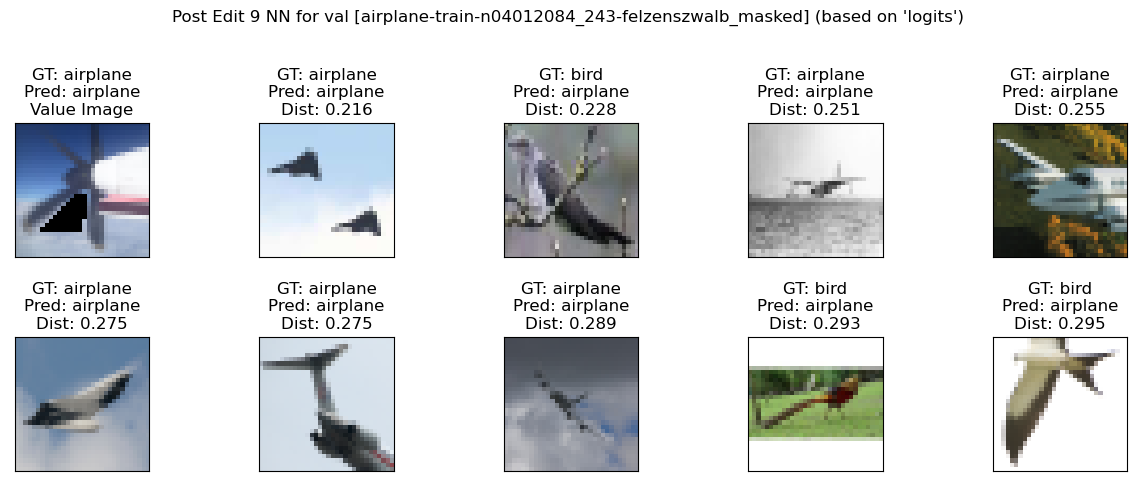 Post Edit 9 NN for val [airplane-train-n04012084_243-felzenszwalb_masked] (based on 'logits')
GT: airplane
Pred: airplane
Value Image
GT: airplane
Pred: airplane
Dist: 0.216
GT: bird
Pred: airplane
Dist: 0.228
GT: airplane
Pred: airplane
Dist: 0.251
GT: airplane
Pred: airplane
Dist: 0.255
GT: airplane
Pred: airplane
Dist: 0.275
GT: airplane
Pred: airplane
Dist: 0.275
GT: airplane
Pred: airplane
Dist: 0.289
GT: bird
Pred: airplane
Dist: 0.293
GT: bird
Pred: airplane
Dist: 0.295